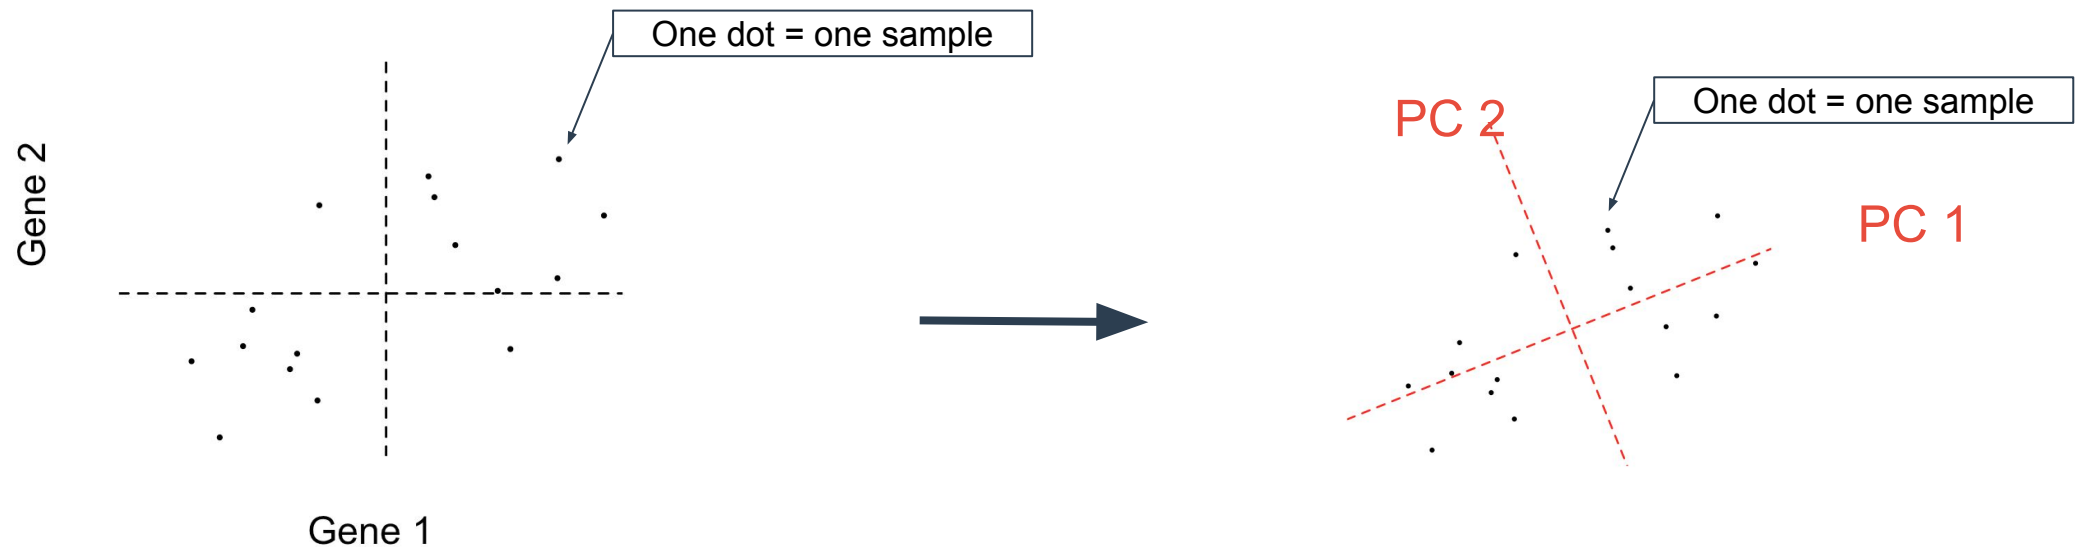 One dot = one sample
Gene 2
Gene 1
One dot = one sample
PC 2
PC 1